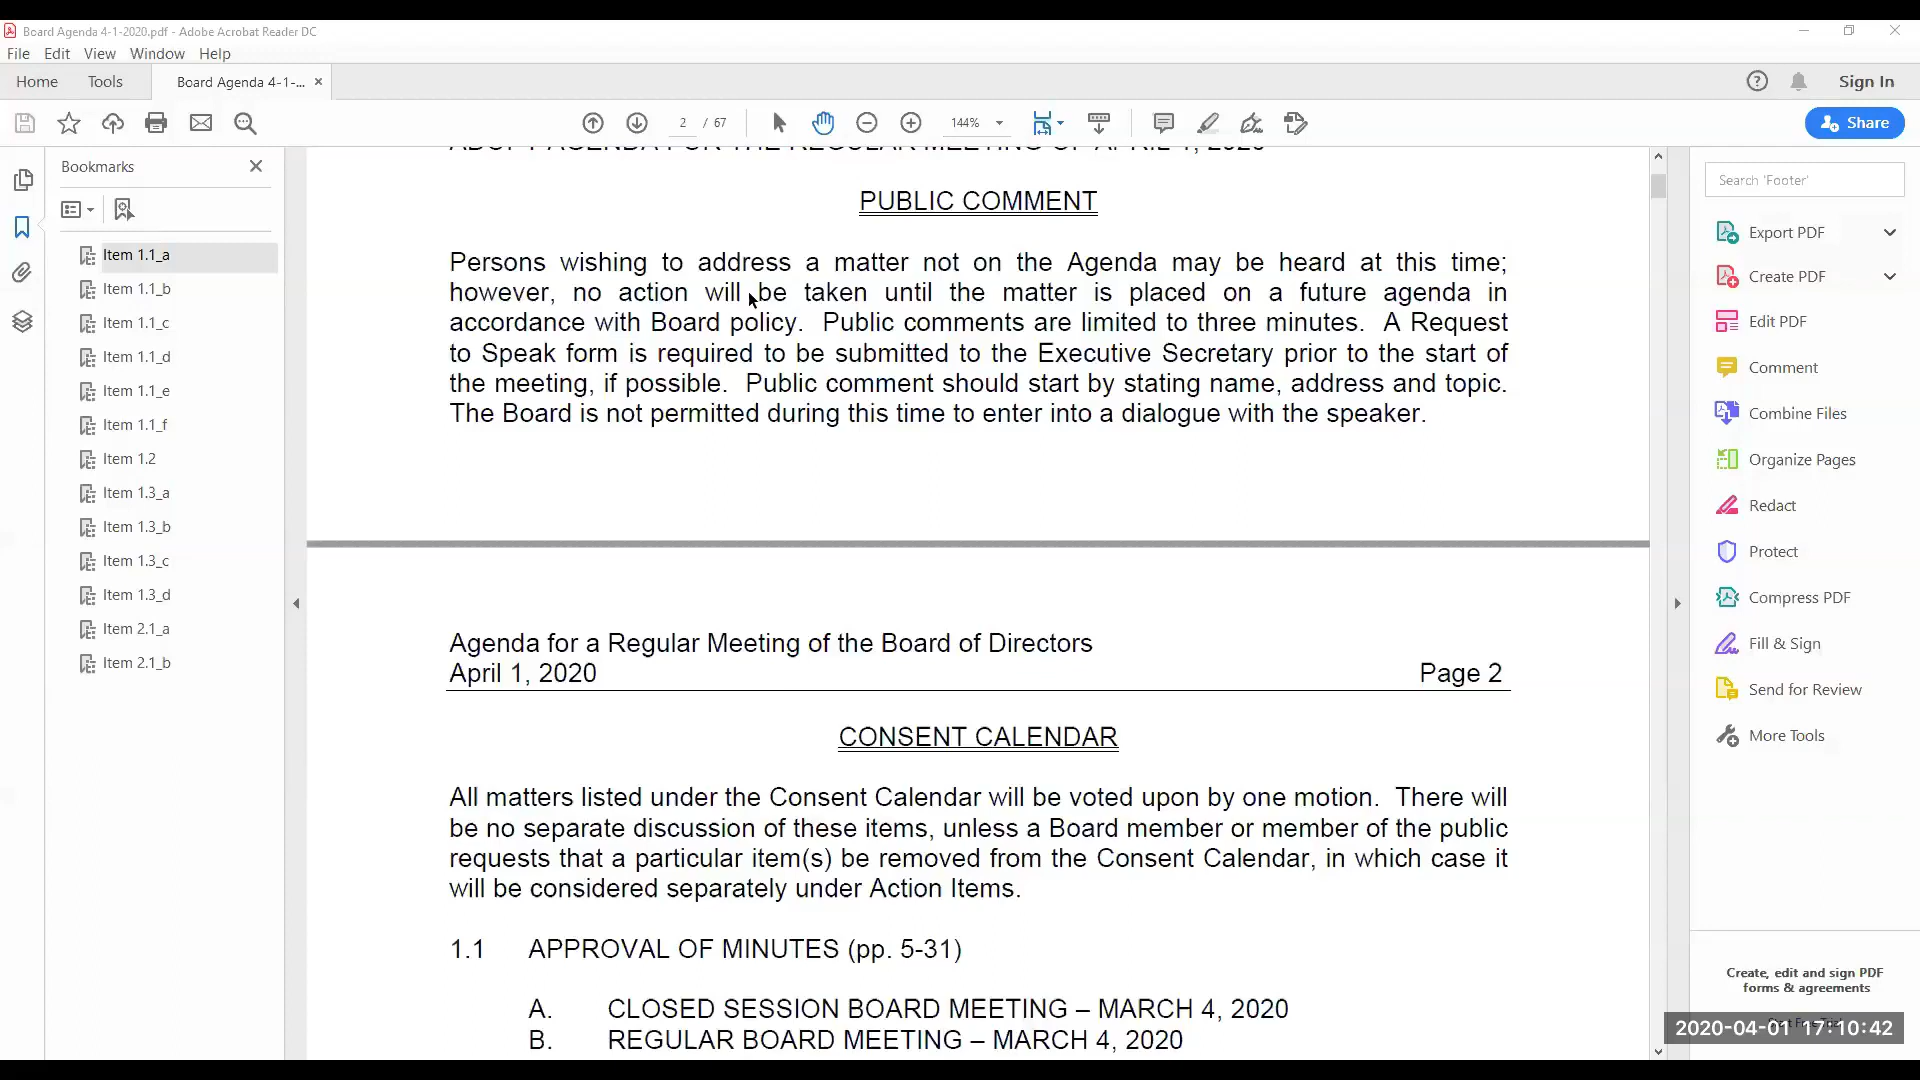 Board Agenda 4-1-2020.pdf - Adobe Acrobat Reader DC
File Edit View Window Help
Home Tools Board Agenda 4-1-... × Sign In
2 / 67 144% Share
Bookmarks
Item 1.1_a
Item 1.1_b
Item 1.1_c
Item 1.1_d
Item 1.1_e
Item 1.1_f
Item 1.2
Item 1.3_a
Item 1.3_b
Item 1.3_c
Item 1.3_d
Item 2.1_a
Item 2.1_b
ADOPT AGENDA FOR THE REGULAR MEETING OF APRIL 1, 2020
PUBLIC COMMENT
Persons wishing to address a matter not on the Agenda may be heard at this time;
however, no action will be taken until the matter is placed on a future agenda in
accordance with Board policy. Public comments are limited to three minutes. A Request
to Speak form is required to be submitted to the Executive Secretary prior to the start of
the meeting, if possible. Public comment should start by stating name, address and topic.
The Board is not permitted during this time to enter into a dialogue with the speaker.
Agenda for a Regular Meeting of the Board of Directors
April 1, 2020 Page 2
CONSENT CALENDAR
All matters listed under the Consent Calendar will be voted upon by one motion. There will
be no separate discussion of these items, unless a Board member or member of the public
requests that a particular item(s) be removed from the Consent Calendar, in which case it
will be considered separately under Action Items.
1.1 APPROVAL OF MINUTES (pp. 5-31)
A. CLOSED SESSION BOARD MEETING – MARCH 4, 2020
B. REGULAR BOARD MEETING – MARCH 4, 2020
Search 'Footer'
Export PDF
Create PDF
Edit PDF
Comment
Combine Files
Organize Pages
Redact
Protect
Compress PDF
Fill & Sign
Send for Review
More Tools
Create, edit and sign PDF
forms & agreements
2020-04-01 17:10:42